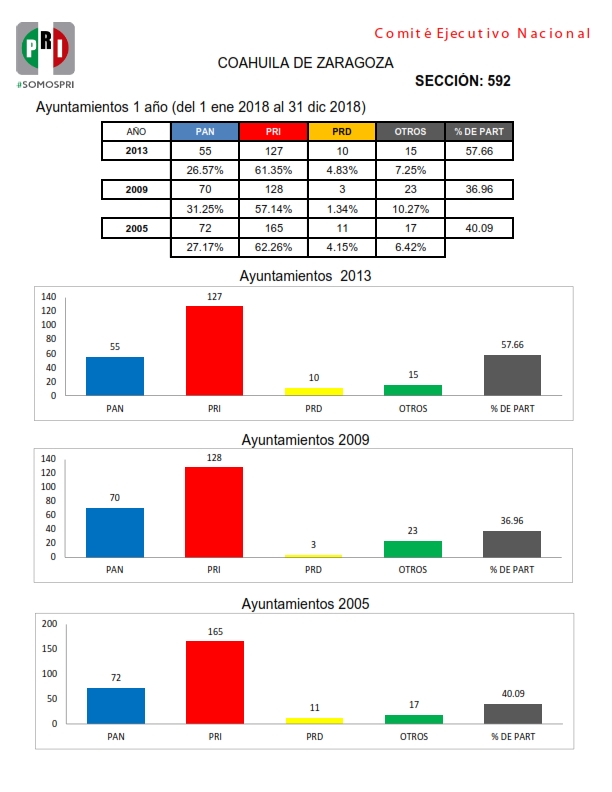 PRI
#SOMOSPRI
Comité Ejecutivo Nacional
COAHUILA DE ZARAGOZA
SECCIÓN: 592
Ayuntamientos 1 año (del 1 ene 2018 al 31 dic 2018)
AÑO PAN PRI PRD OTROS % DE PART
2013 55 127 10 15 57.66
26.57% 61.35% 4.83% 7.25%
2009 70 128 3 23 36.96
31.25% 57.14% 1.34% 10.27%
2005 72 165 11 17 40.09
27.17% 62.26% 4.15% 6.42%
Ayuntamientos 2013
140
120
100
80
60
40
20
0
55 127 10 15 57.66
PAN PRI PRD OTROS % DE PART
Ayuntamientos 2009
140
120
100
80
60
40
20
0
70 128 3 23 36.96
PAN PRI PRD OTROS % DE PART
Ayuntamientos 2005
200
150
100
50
0
72 165 11 17 40.09
PAN PRI PRD OTROS % DE PART